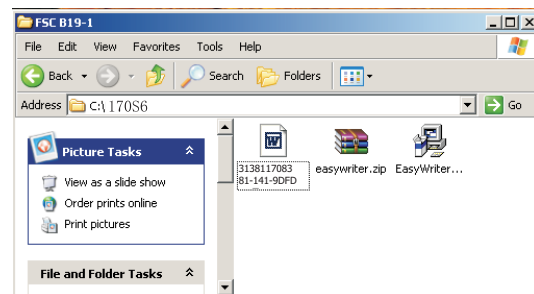 FSC B19-1
File Edit View Favorites Tools Help
Back Search Folders
Address C:\170S6 Go
Picture Tasks
View as a slide show
Order prints online
Print pictures
File and Folder Tasks
3138117083
81-141-9DFD
easywriter.zip
EasyWriter...